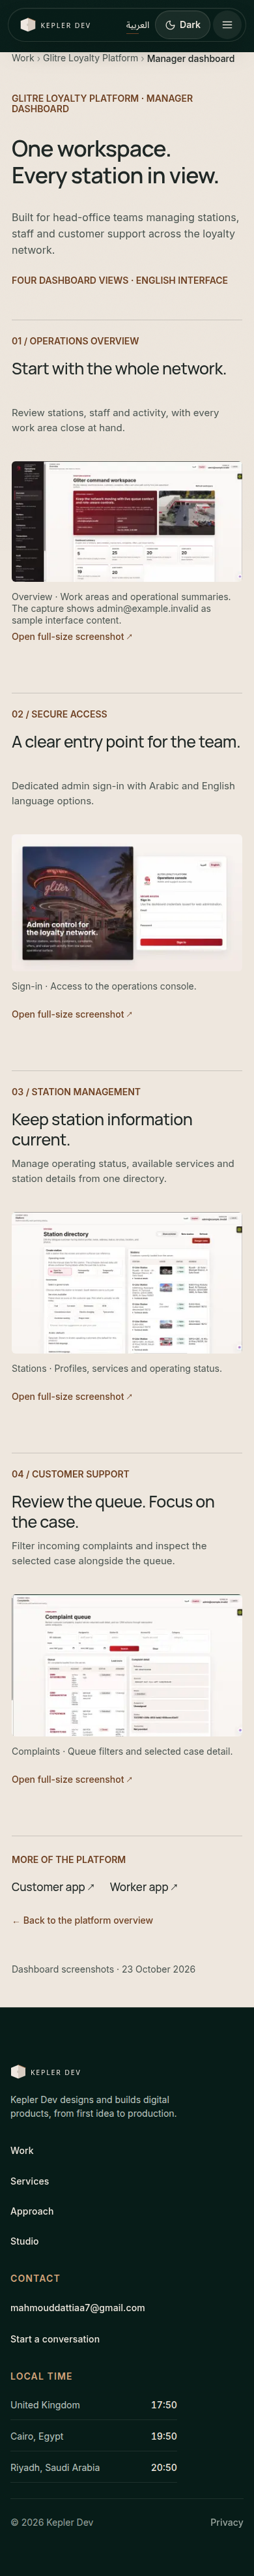 KEPLER DEV
العربية
Dark
Work › Glitre Loyalty Platform › Manager dashboard
GLITRE LOYALTY PLATFORM · MANAGER
DASHBOARD
One workspace.
Every station in view.
Built for head-office teams managing stations,
staff and customer support across the loyalty
network.
FOUR DASHBOARD VIEWS · ENGLISH INTERFACE
01 / OPERATIONS OVERVIEW
Start with the whole network.
Review stations, staff and activity, with every
work area close at hand.
Glitter command workspace
Overview · Work areas and operational summaries.
The capture shows admin@example.invalid as
sample interface content.
Open full-size screenshot ↗
02 / SECURE ACCESS
A clear entry point for the team.
Dedicated admin sign-in with Arabic and English
language options.
gliter
Admin control for
the loyalty network.
Operations console
Sign in
Sign-in · Access to the operations console.
Open full-size screenshot ↗
03 / STATION MANAGEMENT
Keep station information
current.
Manage operating status, available services and
station details from one directory.
Station directory
Stations · Profiles, services and operating status.
Open full-size screenshot ↗
04 / CUSTOMER SUPPORT
Review the queue. Focus on
the case.
Filter incoming complaints and inspect the
selected case alongside the queue.
Complaint queue
Complaints · Queue filters and selected case detail.
Open full-size screenshot ↗
MORE OF THE PLATFORM
Customer app ↗ Worker app ↗
← Back to the platform overview
Dashboard screenshots · 23 October 2026
KEPLER DEV
Kepler Dev designs and builds digital
products, from first idea to production.
Work
Services
Approach
Studio
CONTACT
mahmouddattiaa7@gmail.com
Start a conversation
LOCAL TIME
United Kingdom 17:50
Cairo, Egypt 19:50
Riyadh, Saudi Arabia 20:50
© 2026 Kepler Dev Privacy